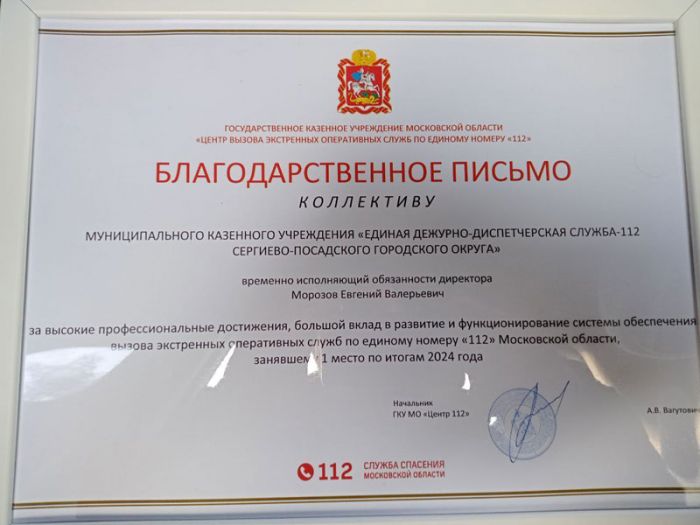 ГОСУДАРСТВЕННОЕ КАЗЕННОЕ УЧРЕЖДЕНИЕ МОСКОВСКОЙ ОБЛАСТИ
«ЦЕНТР ВЫЗОВА ЭКСТРЕННЫХ ОПЕРАТИВНЫХ СЛУЖБ ПО ЕДИНОМУ НОМЕРУ «112»
БЛАГОДАРСТВЕННОЕ ПИСЬМО
КОЛЛЕКТИВУ
МУНИЦИПАЛЬНОГО КАЗЕННОГО УЧРЕЖДЕНИЯ «ЕДИНАЯ ДЕЖУРНО-ДИСПЕТЧЕРСКАЯ СЛУЖБА-112
СЕРГИЕВО-ПОСАДСКОГО ГОРОДСКОГО ОКРУГА»
временно исполняющий обязанности директора
Морозов Евгений Валерьевич
за высокие профессиональные достижения, большой вклад в развитие и функционирование системы обеспечения
вызова экстренных оперативных служб по единому номеру «112» Московской области,
занявшему 1 место по итогам 2024 года
Начальник
ГКУ МО «Центр 112»
А.В. Вагутович
112 СЛУЖБА СПАСЕНИЯ
МОСКОВСКОЙ ОБЛАСТИ